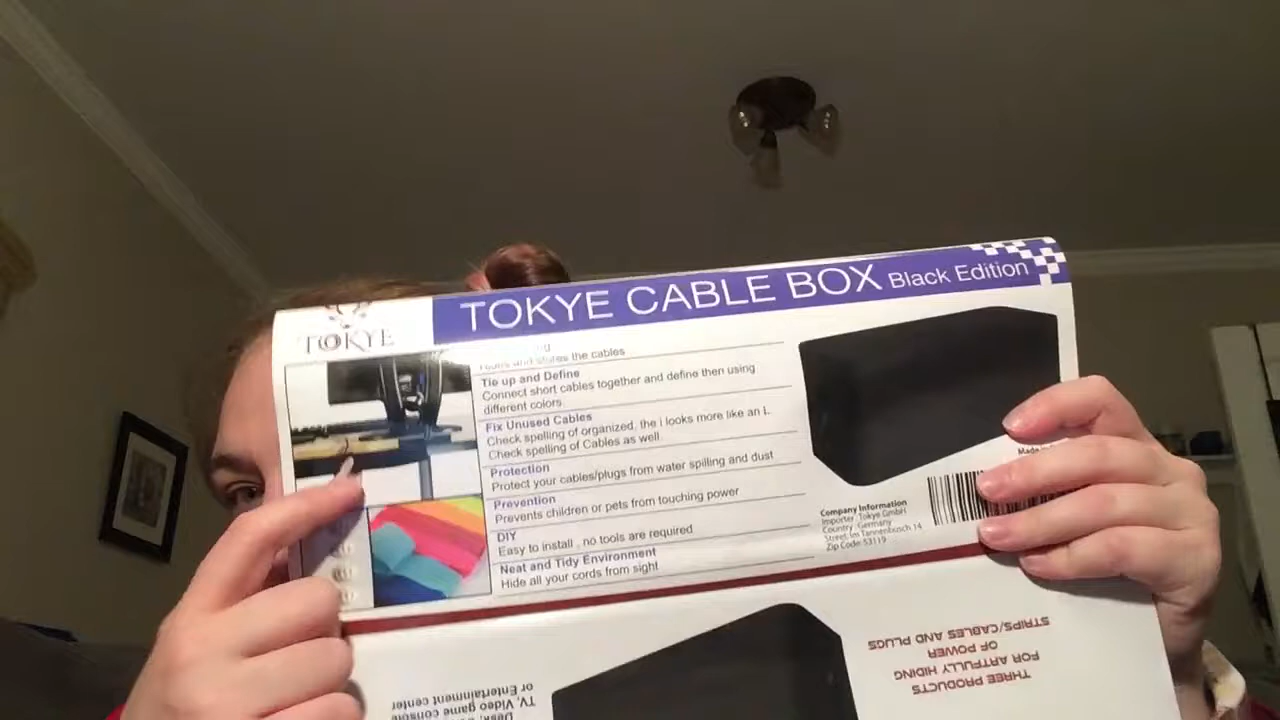 TOKYE CABLE BOX Black Edition
TOKYE
and states the cables
Tie up and Define
Connect short cables together and define then using
different colors
Fix Unused Cables
Check spelling of organized, the i looks more like an L
Check spelling of Cables as well
Protection
Protect your cables/plugs from water spilling and dust
Prevention
Prevents children or pets from touching power
DIY
Easy to install , no tools are required
Neat and Tidy Environment
Hide all your cords from sight
Made
Company Information
Importer: Tokye GmbH
Country: Germany
Street: Im Tannenbusch 14
Zip Code: 53119
THREE PRODUCTS
FOR ARTFULLY HIDING
OF POWER
STRIPS/CABLES AND PLUGS
TV, Video game console
or Entertainment center